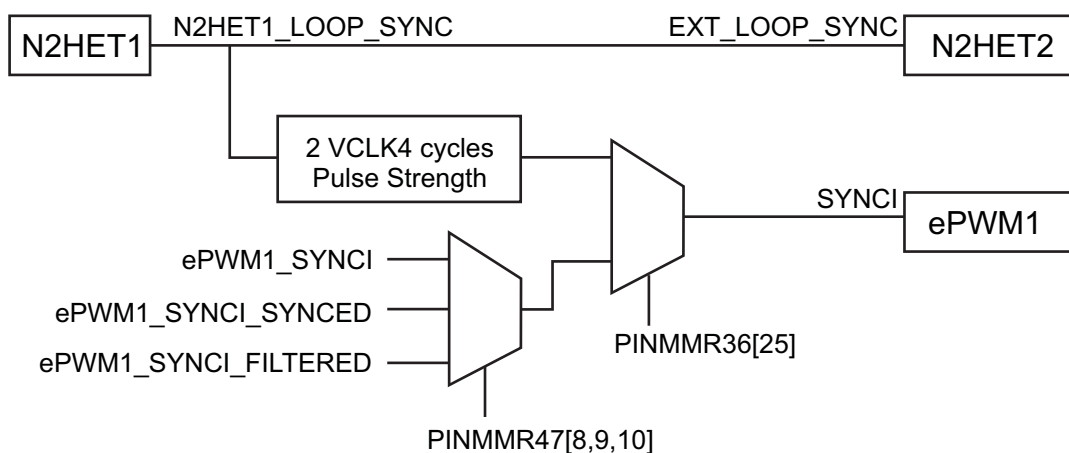 N2HET1
N2HET1_LOOP_SYNC
EXT_LOOP_SYNC
N2HET2
2 VCLK4 cycles
Pulse Strength
SYNCI
ePWM1
ePWM1_SYNCI
ePWM1_SYNCI_SYNCED
ePWM1_SYNCI_FILTERED
PINMMR36[25]
PINMMR47[8,9,10]